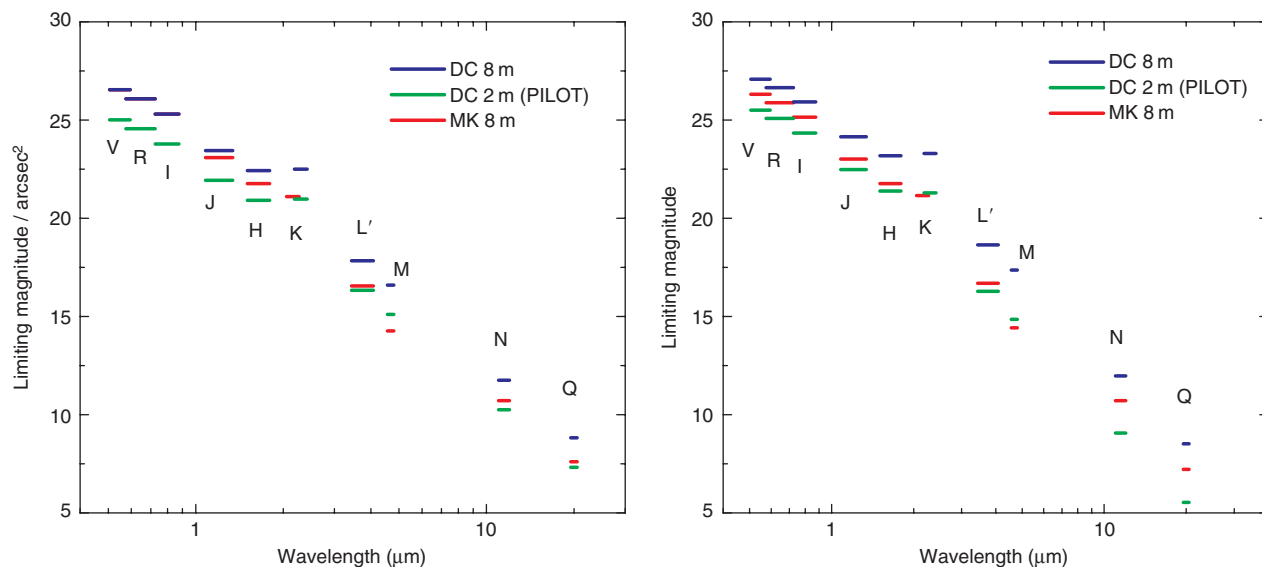 30
25
20
15
10
5
Limiting magnitude / arcsec²
DC 8 m
DC 2 m (PILOT)
MK 8 m
V
R
I
J
H
K
L′
M
N
Q
1
10
Wavelength (μm)
30
25
20
15
10
5
Limiting magnitude
DC 8 m
DC 2 m (PILOT)
MK 8 m
V
R
I
J
H
K
L′
M
N
Q
1
10
Wavelength (μm)